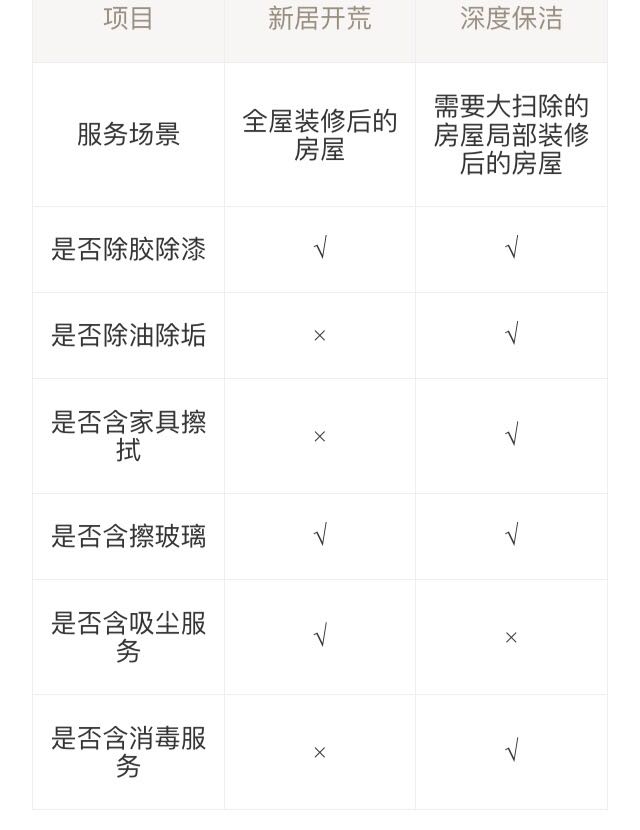 项目 新居开荒 深度保洁
服务场景 全屋装修后的 需要大扫除的
房屋 房屋局部装修
后的房屋
是否除胶除漆 √ √
是否除油除垢 × √
是否含家具擦 × √
拭
是否含擦玻璃 √ √
是否含吸尘服 √ ×
务
是否含消毒服 × √
务